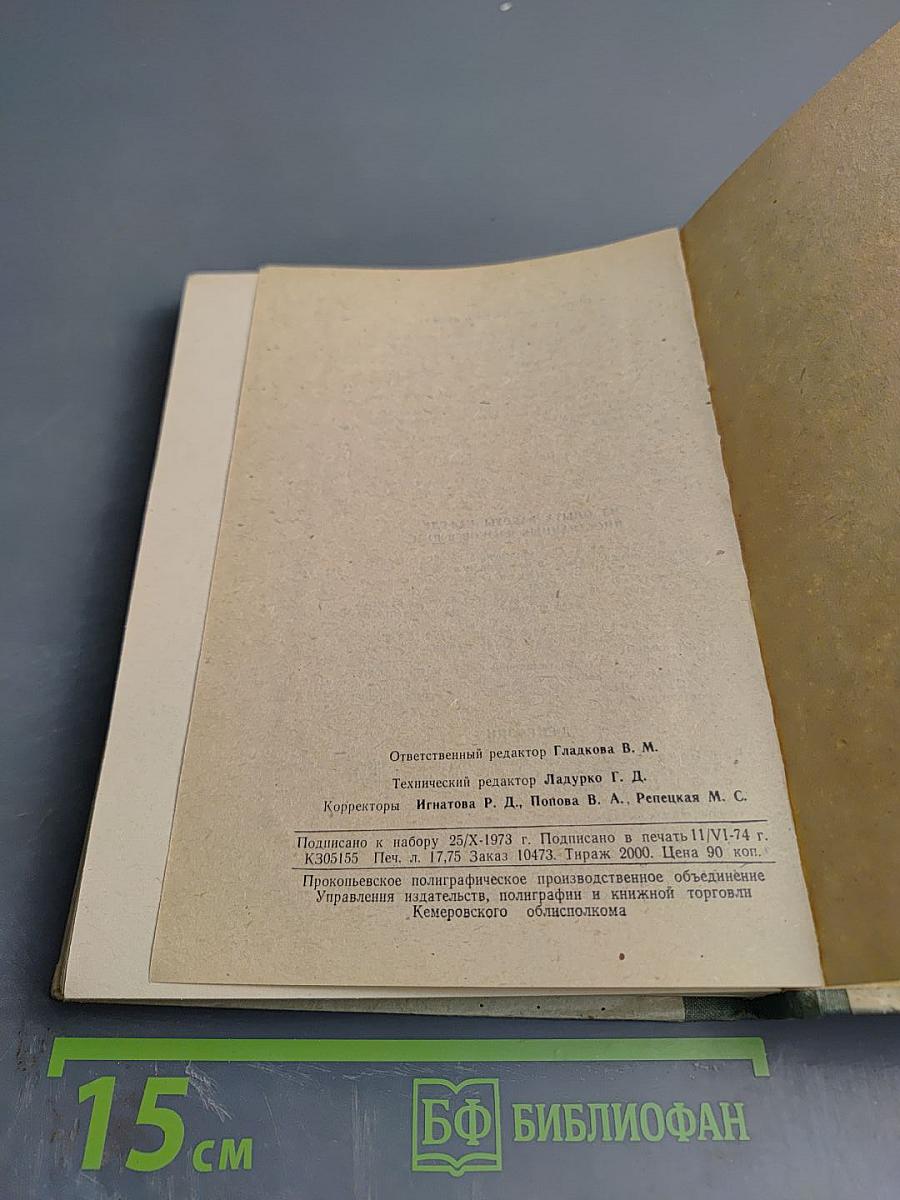 Ответственный редактор Гладкова В. М.
Технический редактор Ладурко Г. Д.
Корректоры Игнатова Р. Д., Попова В. А., Репецкая М. С.
Подписано к набору 25/X-1973 г. Подписано в печать 11/VI-74 г.
КЗ05155 Печ. л. 17,75 Заказ 10473. Тираж 2000. Цена 90 коп.
Прокопьевское полиграфическое производственное объединение
Управления издательств, полиграфии и книжной торговли
Кемеровского облисполкома
15 см
БФ БИБЛИОФАН